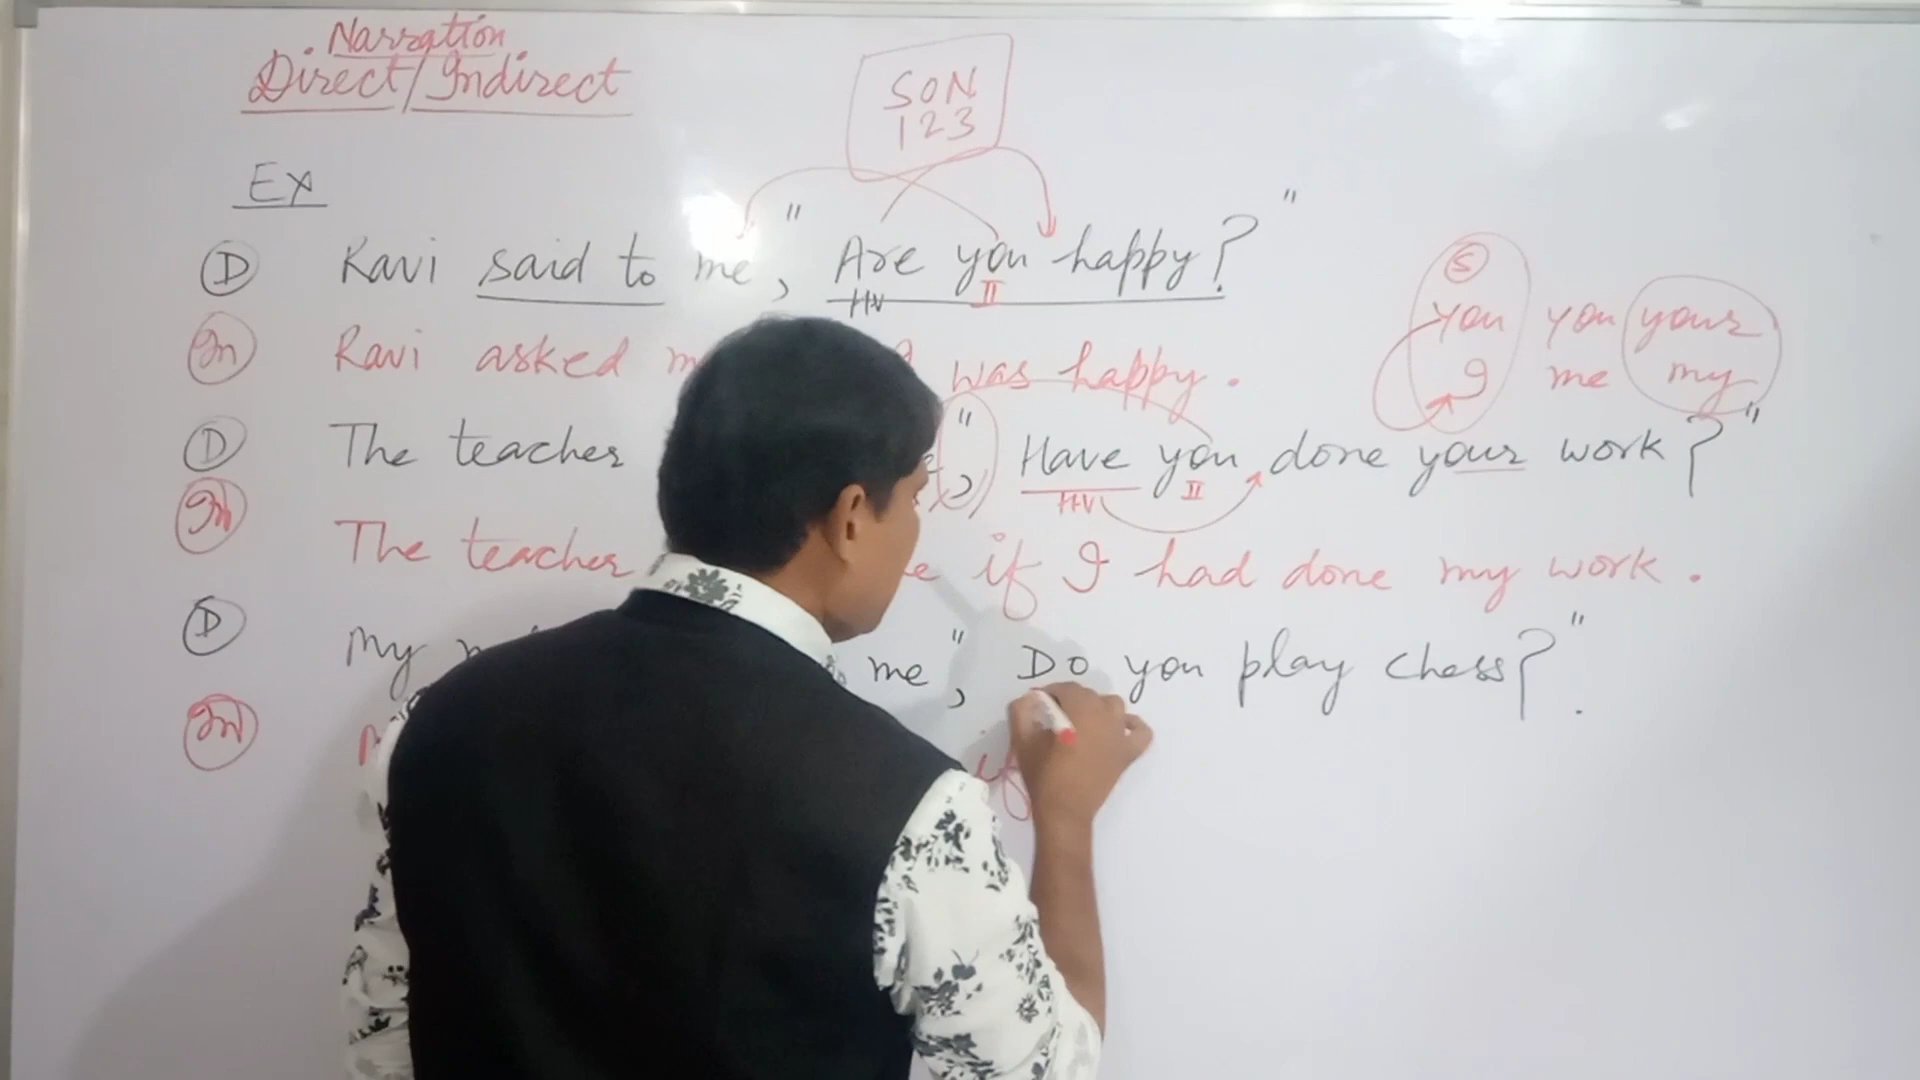 Narration
Direct/Indirect
SON
123
Ex
D Ravi said to me, " Are you happy? "
HV II
In Ravi asked I was happy.
S
you you your
I me my
D The teacher , " Have you done your work? "
HV II
In The teacher if I had done my work.
D My me, " Do you play chess? "
In if